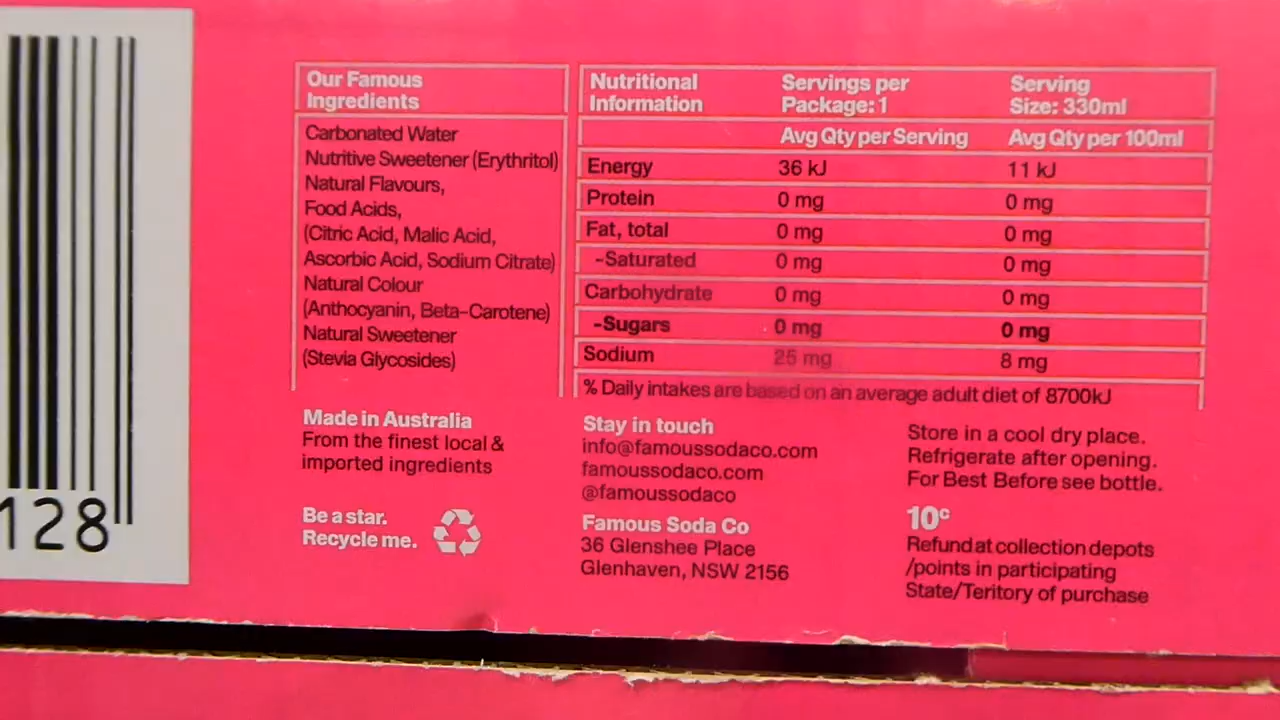 Our Famous
Ingredients
Carbonated Water
Nutritive Sweetener (Erythritol)
Natural Flavours,
Food Acids,
(Citric Acid, Malic Acid,
Ascorbic Acid, Sodium Citrate)
Natural Colour
(Anthocyanin, Beta-Carotene)
Natural Sweetener
(Stevia Glycosides)
Nutritional Information Servings per Package: 1 Serving Size: 330ml
Avg Qty per Serving Avg Qty per 100ml
Energy 36 kJ 11 kJ
Protein 0 mg 0 mg
Fat, total 0 mg 0 mg
-Saturated 0 mg 0 mg
Carbohydrate 0 mg 0 mg
-Sugars 0 mg 0 mg
Sodium 25 mg 8 mg
% Daily intakes are based on an average adult diet of 8700kJ
Made in Australia
From the finest local &
imported ingredients
Be a star.
Recycle me.
Stay in touch
info@famoussodaco.com
famoussodaco.com
@famoussodaco
Famous Soda Co
36 Glenshee Place
Glenhaven, NSW 2156
Store in a cool dry place.
Refrigerate after opening.
For Best Before see bottle.
10c
Refund at collection depots
/points in participating
State/Teritory of purchase
128